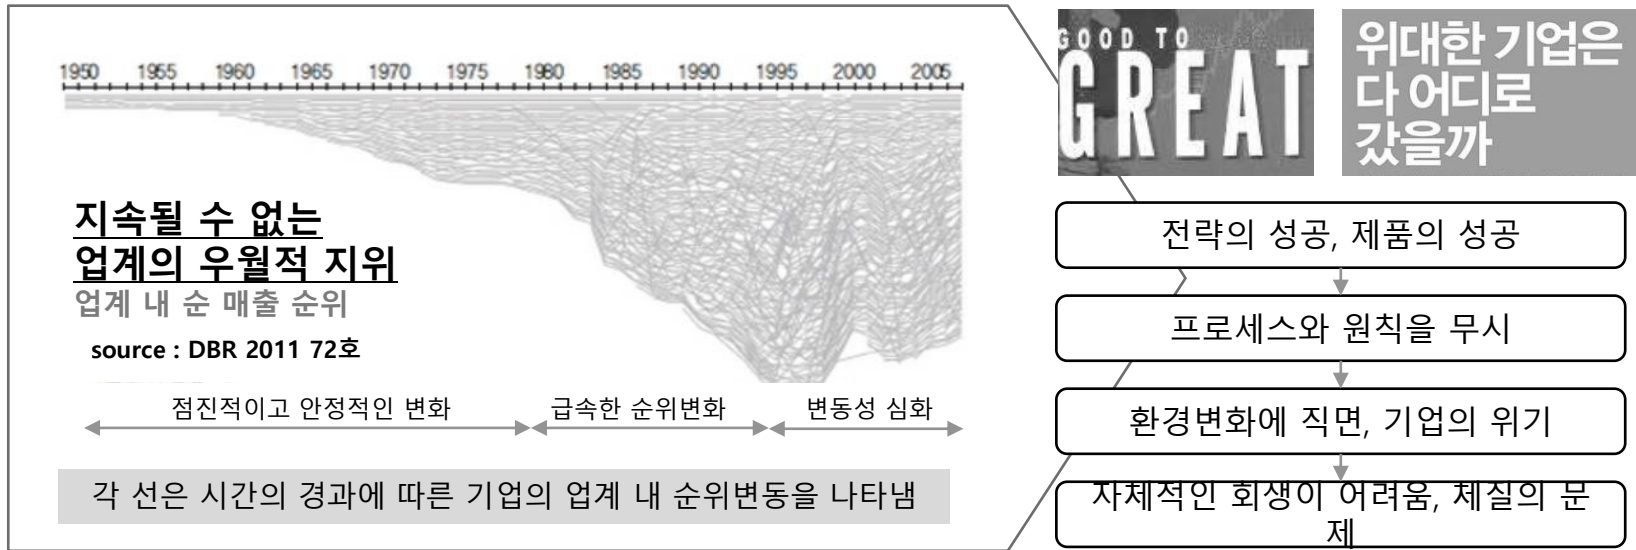 1950 1955 1960 1965 1970 1975 1980 1985 1990 1995 2000 2005
지속될 수 없는
업계의 우월적 지위
업계 내 순 매출 순위
source : DBR 2011 72호
점진적이고 안정적인 변화 급속한 순위변화 변동성 심화
각 선은 시간의 경과에 따른 기업의 업계 내 순위변동을 나타냄
GOOD TO
GREAT
위대한 기업은
다 어디로
갔을까
전략의 성공, 제품의 성공
프로세스와 원칙을 무시
환경변화에 직면, 기업의 위기
자체적인 회생이 어려움, 체질의 문
제